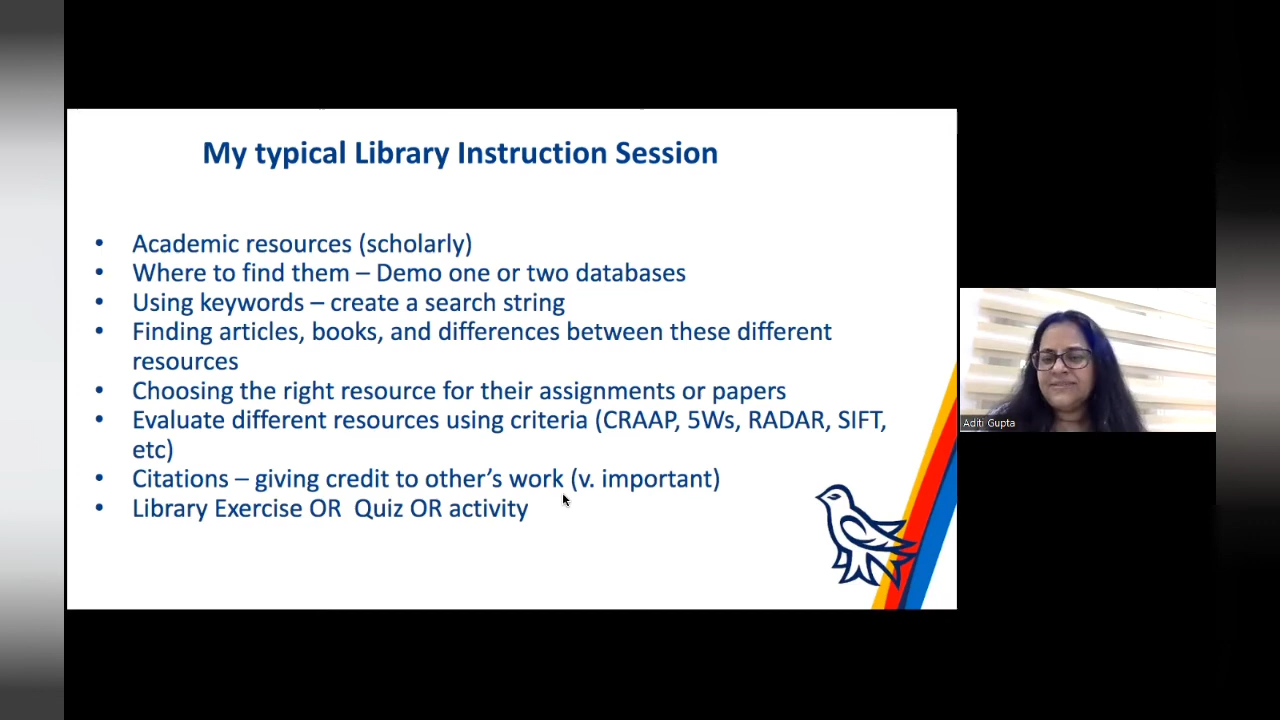 My typical Library Instruction Session
• Academic resources (scholarly)
• Where to find them – Demo one or two databases
• Using keywords – create a search string
• Finding articles, books, and differences between these different
resources
• Choosing the right resource for their assignments or papers
• Evaluate different resources using criteria (CRAAP, 5Ws, RADAR, SIFT,
etc)
• Citations – giving credit to other’s work (v. important)
• Library Exercise OR  Quiz OR activity
Aditi Gupta